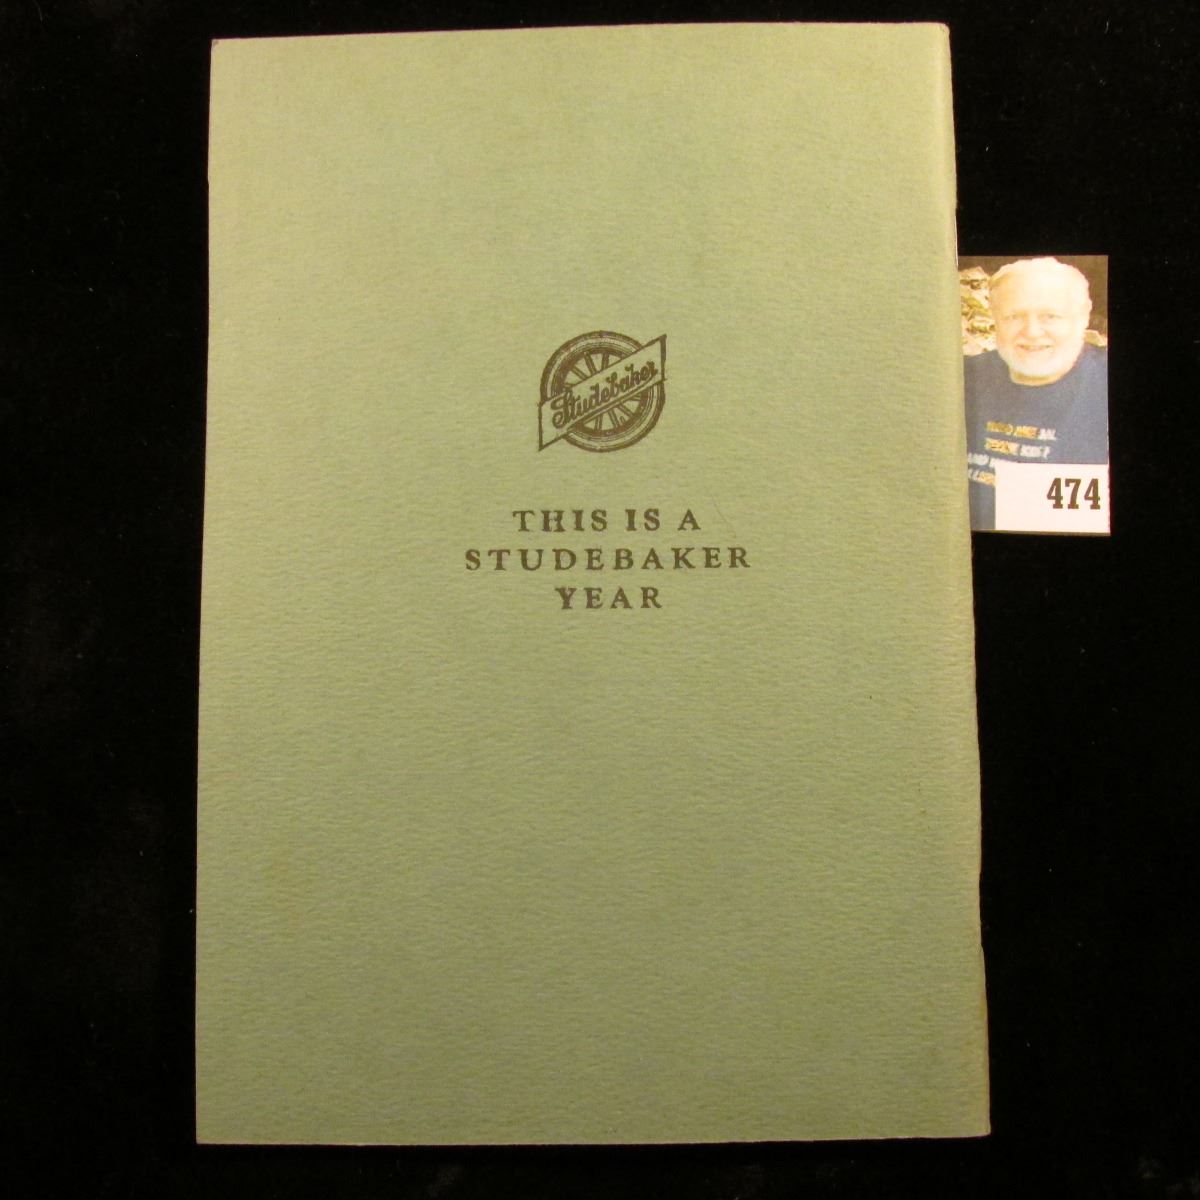 Studebaker
THIS IS A
STUDEBAKER
YEAR
474